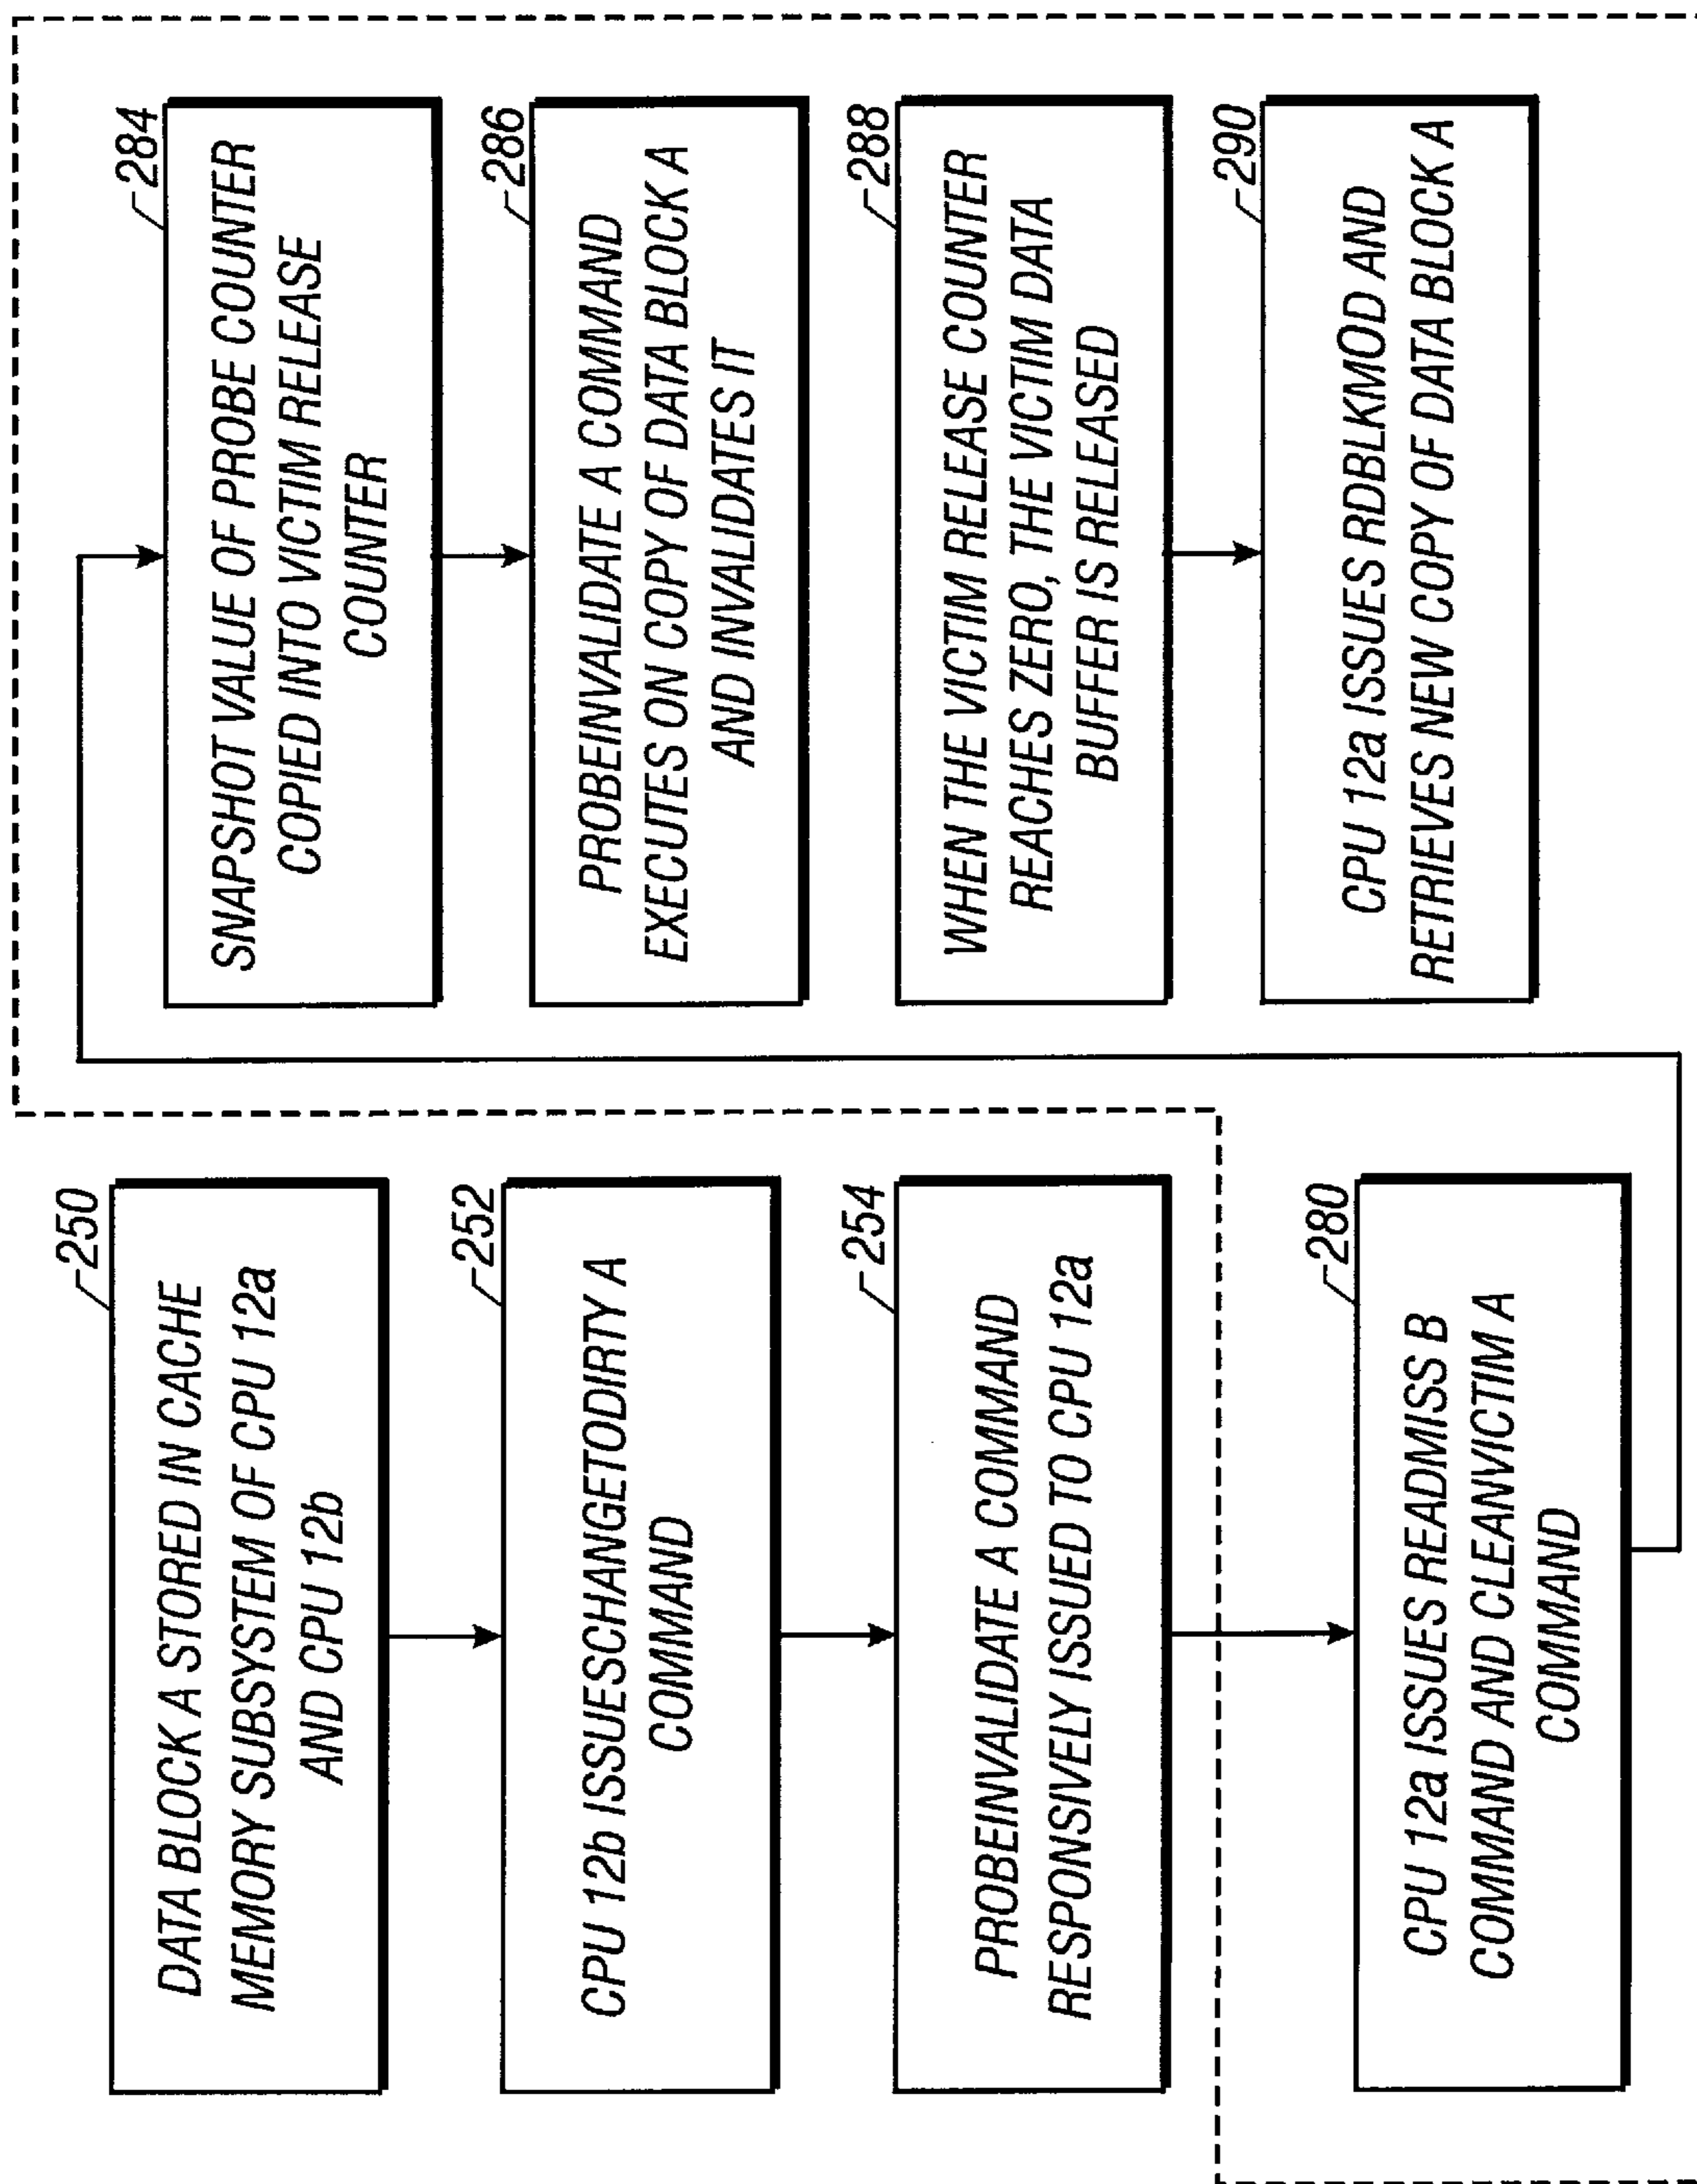 250
DATA BLOCK A STORED IN CACHE
MEMORY SUBSYSTEM OF CPU 12a
AND CPU 12b
252
CPU 12b ISSUESCHANGETODIRTY A
COMMAND
254
PROBEINVALIDATE A COMMAND
RESPONSIVELY ISSUED TO CPU 12a
280
CPU 12a ISSUES READMISS B
COMMAND AND CLEANVICTIM A
COMMAND
284
SNAPSHOT VALUE OF PROBE COUNTER
COPIED INTO VICTIM RELEASE
COUNTER
286
PROBEINVALIDATE A COMMAND
EXECUTES ON COPY OF DATA BLOCK A
AND INVALIDATES IT
288
WHEN THE VICTIM RELEASE COUNTER
REACHES ZERO, THE VICTIM DATA
BUFFER IS RELEASED
290
CPU 12a ISSUES RDBLKMOD AND
RETRIEVES NEW COPY OF DATA BLOCK A